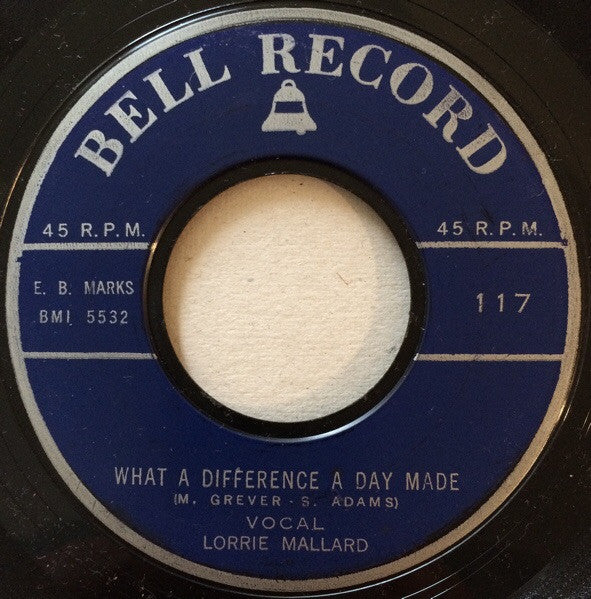 BELL RECORD
45 R.P.M.
45 R.P.M.
E. B. MARKS
BMI 5532
117
WHAT A DIFFERENCE A DAY MADE
(M. GREVER - S. ADAMS)
VOCAL
LORRIE MALLARD